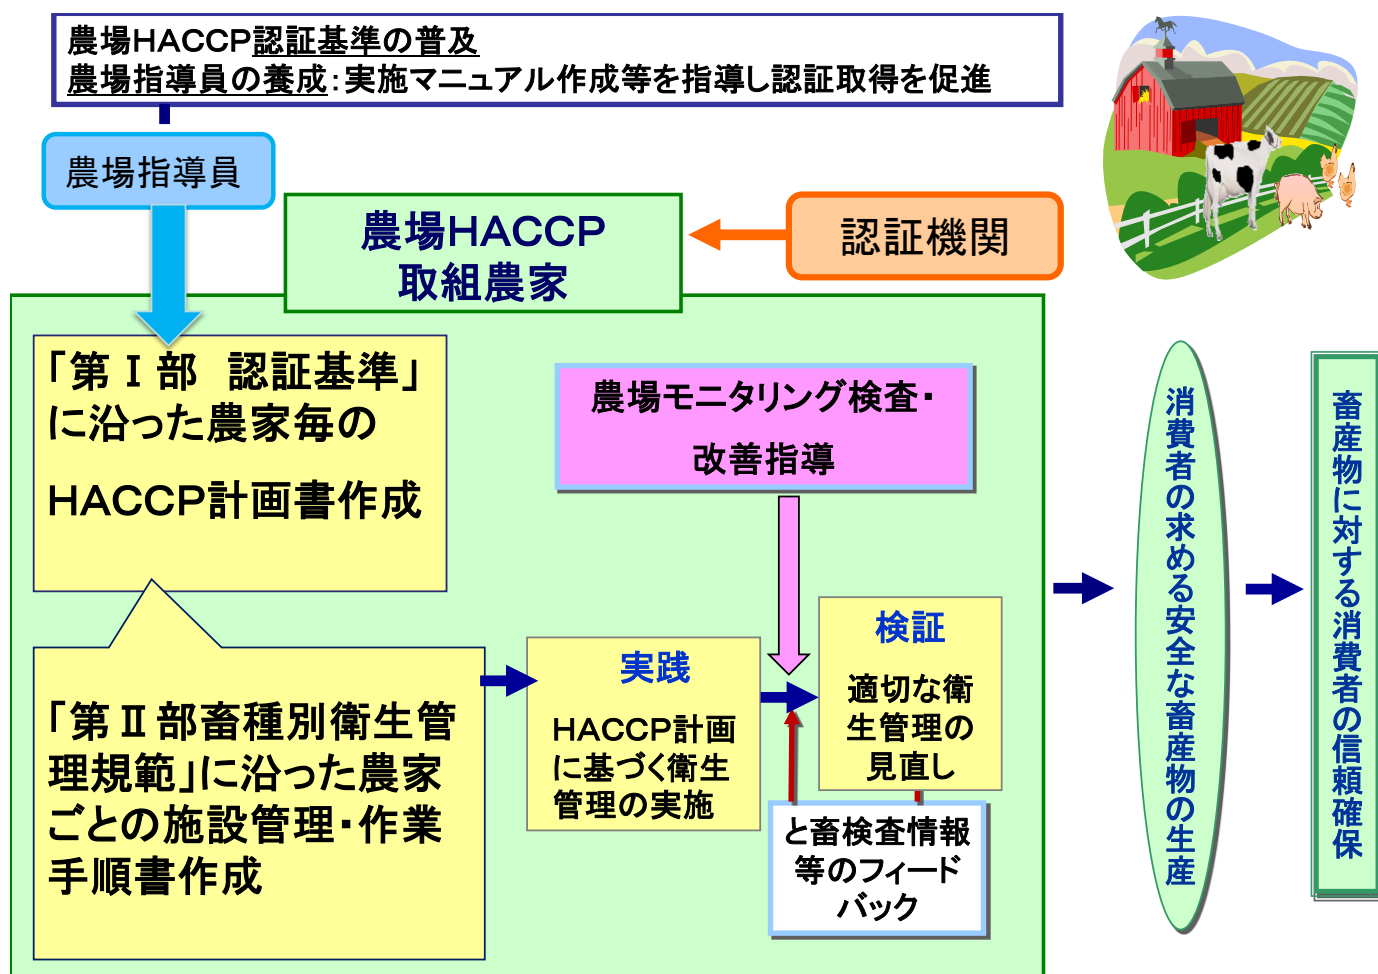 農場HACCP認証基準の普及
農場指導員の養成：実施マニュアル作成等を指導し認証取得を促進
農場指導員
農場HACCP
取組農家
認証機関
「第Ⅰ部　認証基準」
に沿った農家毎の
HACCP計画書作成
農場モニタリング検査・
改善指導
「第Ⅱ部畜種別衛生管
理規範」に沿った農家
ごとの施設管理・作業
手順書作成
実践
HACCP計画
に基づく衛生
管理の実施
検証
適切な衛
生管理の
見直し
と畜検査情報
等のフィード
バック
消費者の求める安全な畜産物の生産
畜産物に対する消費者の信頼確保